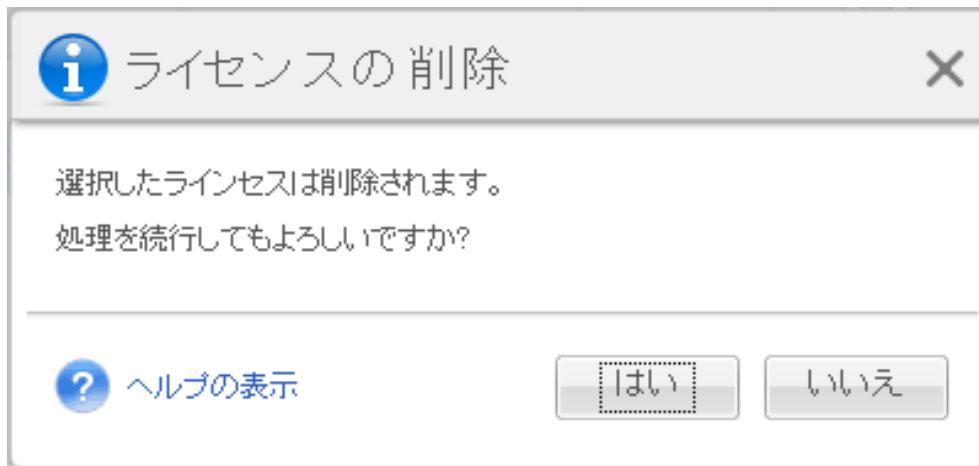 ライセンスの削除
選択したラインセスは削除されます。
処理を続行してもよろしいですか?
ヘルプの表示
はい
いいえ